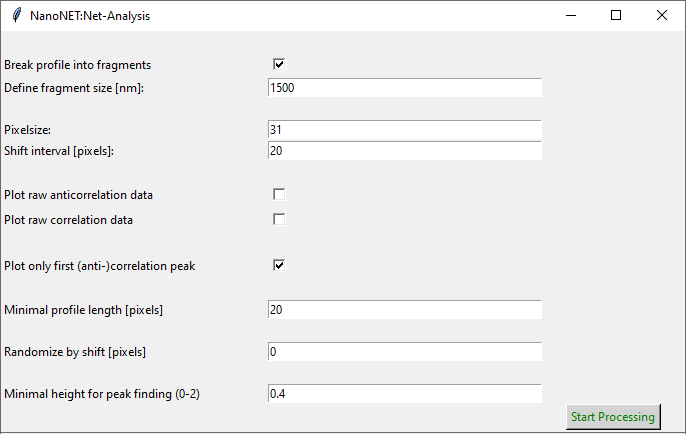 NanoNET:Net-Analysis
Break profile into fragments
Define fragment size [nm]: 1500
Pixelsize: 31
Shift interval [pixels]: 20
Plot raw anticorrelation data
Plot raw correlation data
Plot only first (anti-)correlation peak
Minimal profile length [pixels] 20
Randomize by shift [pixels] 0
Minimal height for peak finding (0-2) 0.4
Start Processing